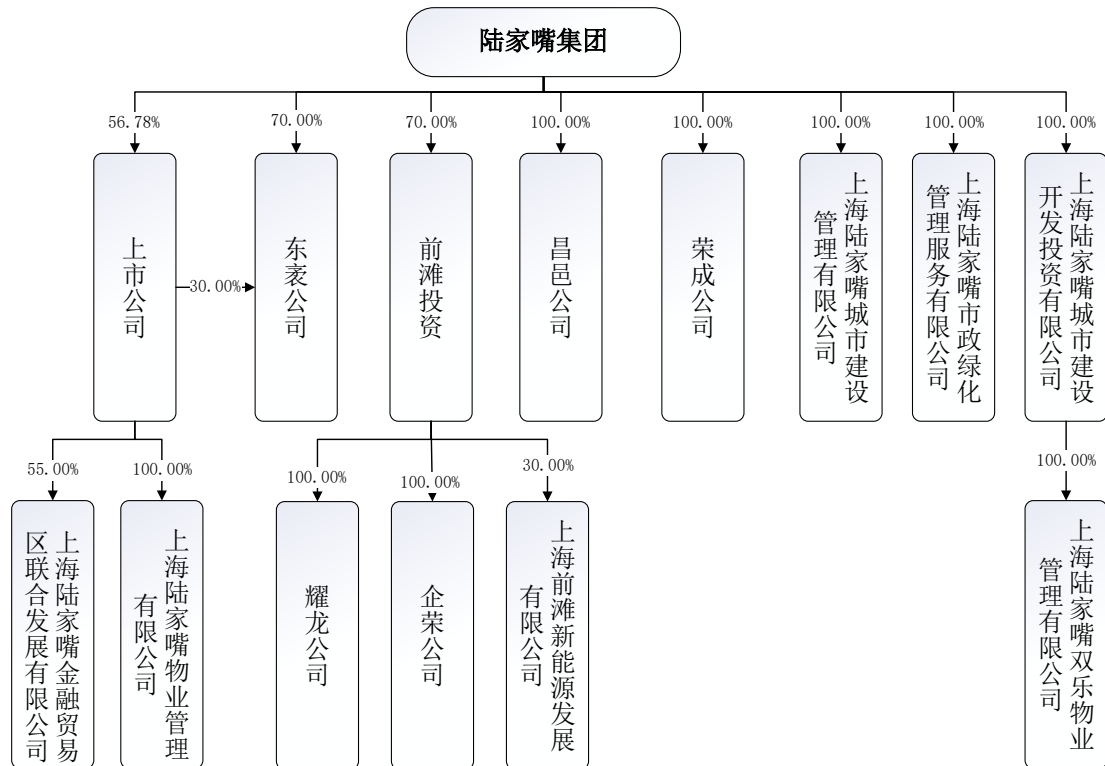 陆家嘴集团
56.78%
70.00%
70.00%
100.00%
100.00%
100.00%
100.00%
100.00%
上市公司
30.00%
东袤公司
前滩投资
昌邑公司
荣成公司
上海陆家嘴城市建设
管理有限公司
上海陆家嘴市政绿化
管理服务有限公司
上海陆家嘴城市建设
开发投资有限公司
55.00%
100.00%
100.00%
100.00%
30.00%
100.00%
上海陆家嘴金融贸易
区联合发展有限公司
上海陆家嘴物业管理
有限公司
耀龙公司
企荣公司
上海前滩新能源发展
有限公司
上海陆家嘴双乐物业
管理有限公司